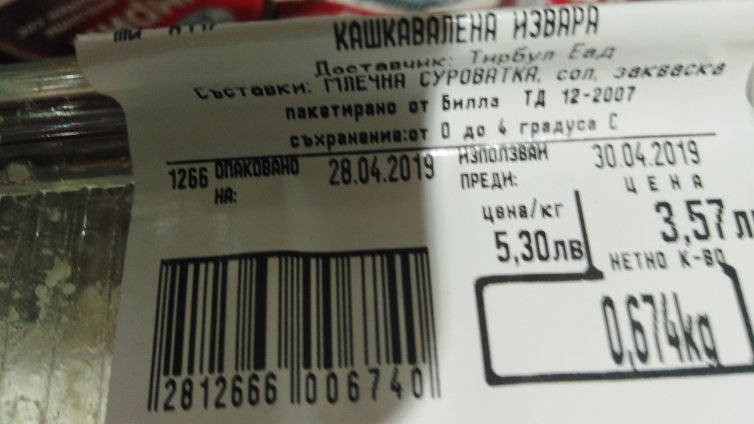 КАШКАВАЛЕНА ИЗВАРА
Доставчик: Тирбул Еад
Съставки: МЛЕЧНА СУРОВАТКА, сол, закваска
пакетирано от Билла ТД 12-2007
съхранение:от 0 до 4 градуса С
1266 ОПАКОВАНО НА: 28.04.2019
ИЗПОЛЗВАЙ ПРЕДИ: 30.04.2019
цена/кг
5,30лв
ЦЕНА
3,57л
НЕТНО К-ВО
0,674kg
2812666 006740